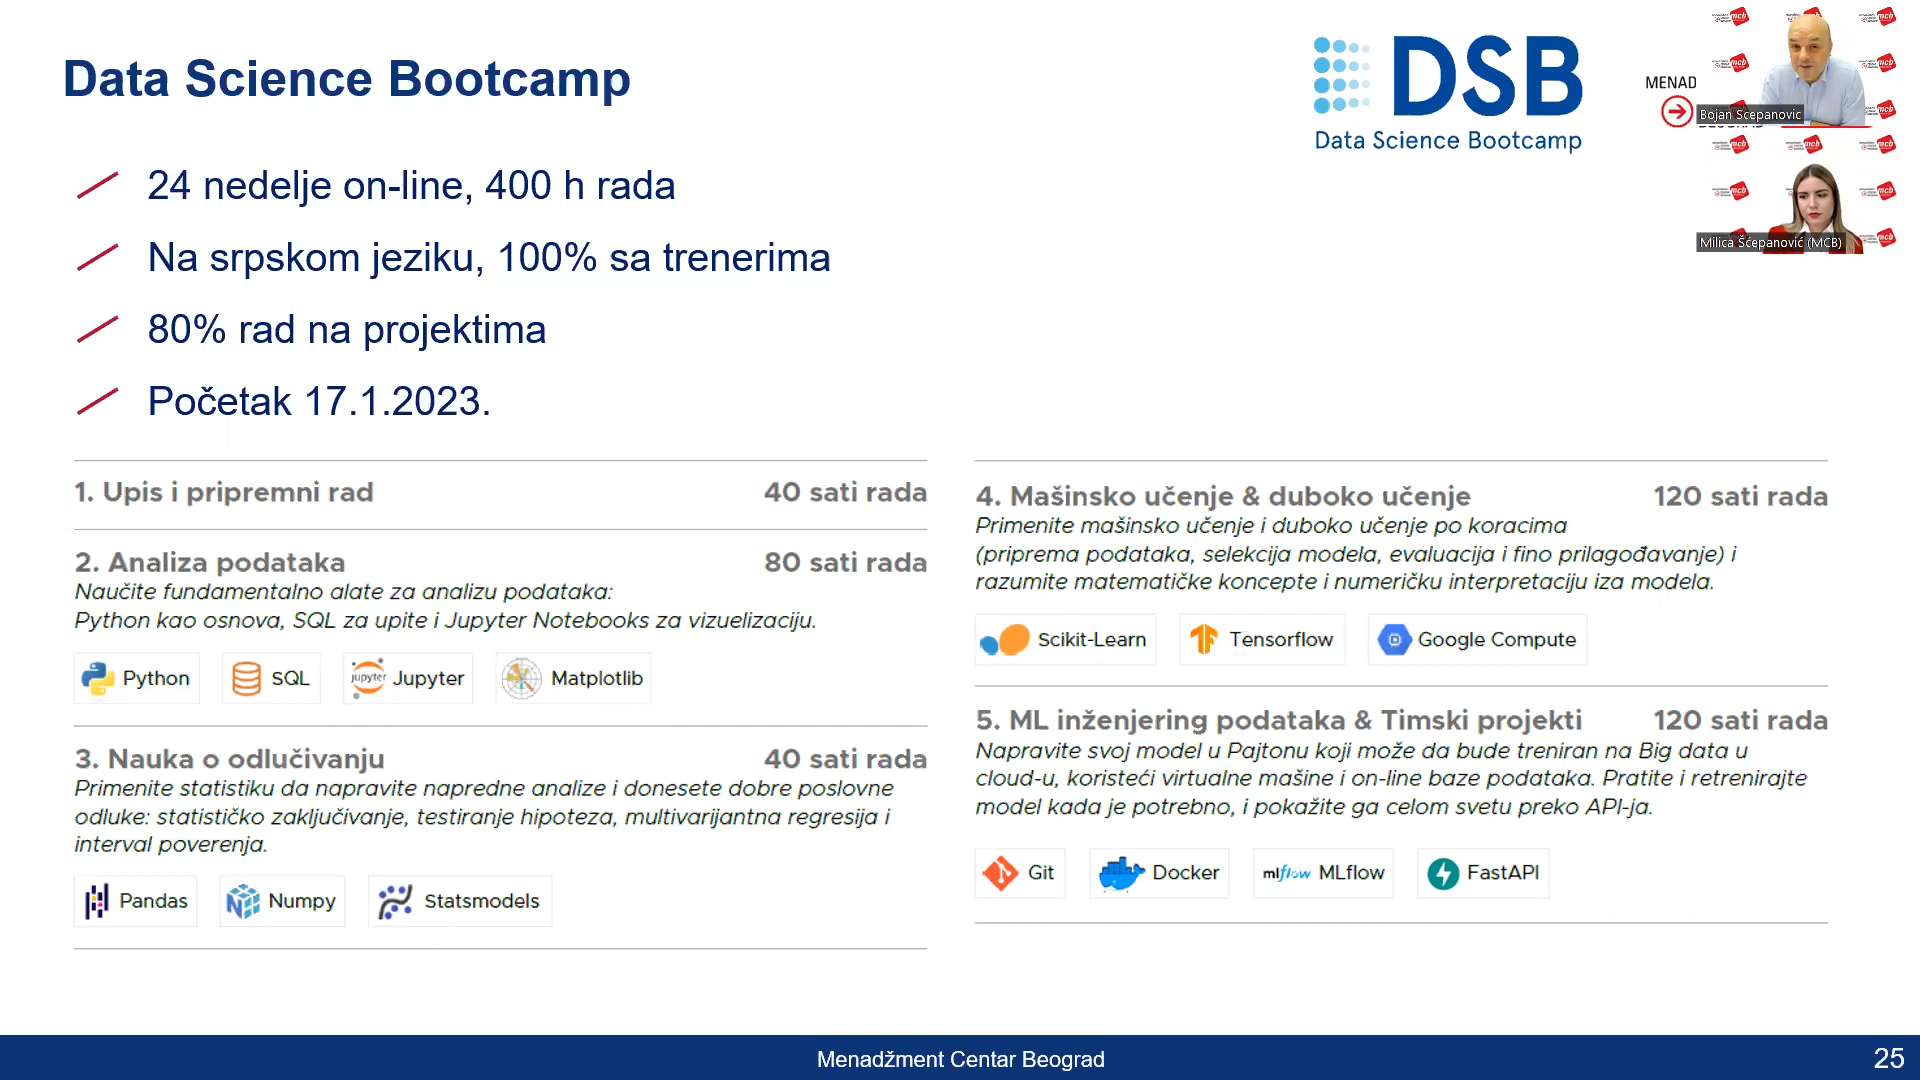 Data Science Bootcamp
DSB
Data Science Bootcamp
MENAD
Bojan Šćepanovic
Milica Šćepanović (MCB)
24 nedelje on-line, 400 h rada
Na srpskom jeziku, 100% sa trenerima
80% rad na projektima
Početak 17.1.2023.
1. Upis i pripremni rad 40 sati rada
2. Analiza podataka 80 sati rada
Naučite fundamentalno alate za analizu podataka:
Python kao osnova, SQL za upite i Jupyter Notebooks za vizuelizaciju.
Python SQL jupyter Jupyter Matplotlib
3. Nauka o odlučivanju 40 sati rada
Primenite statistiku da napravite napredne analize i donesete dobre poslovne
odluke: statističko zaključivanje, testiranje hipoteza, multivarijantna regresija i
interval poverenja.
Pandas Numpy Statsmodels
4. Mašinsko učenje & duboko učenje 120 sati rada
Primenite mašinsko učenje i duboko učenje po koracima
(priprema podataka, selekcija modela, evaluacija i fino prilagođavanje) i
razumite matematičke koncepte i numeričku interpretaciju iza modela.
Scikit-Learn Tensorflow Google Compute
5. ML inženjering podataka & Timski projekti 120 sati rada
Napravite svoj model u Pajtonu koji može da bude treniran na Big data u
cloud-u, koristeći virtualne mašine i on-line baze podataka. Pratite i retrenirajte
model kada je potrebno, i pokažite ga celom svetu preko API-ja.
Git Docker mlflow MLflow FastAPI
Menadžment Centar Beograd
25